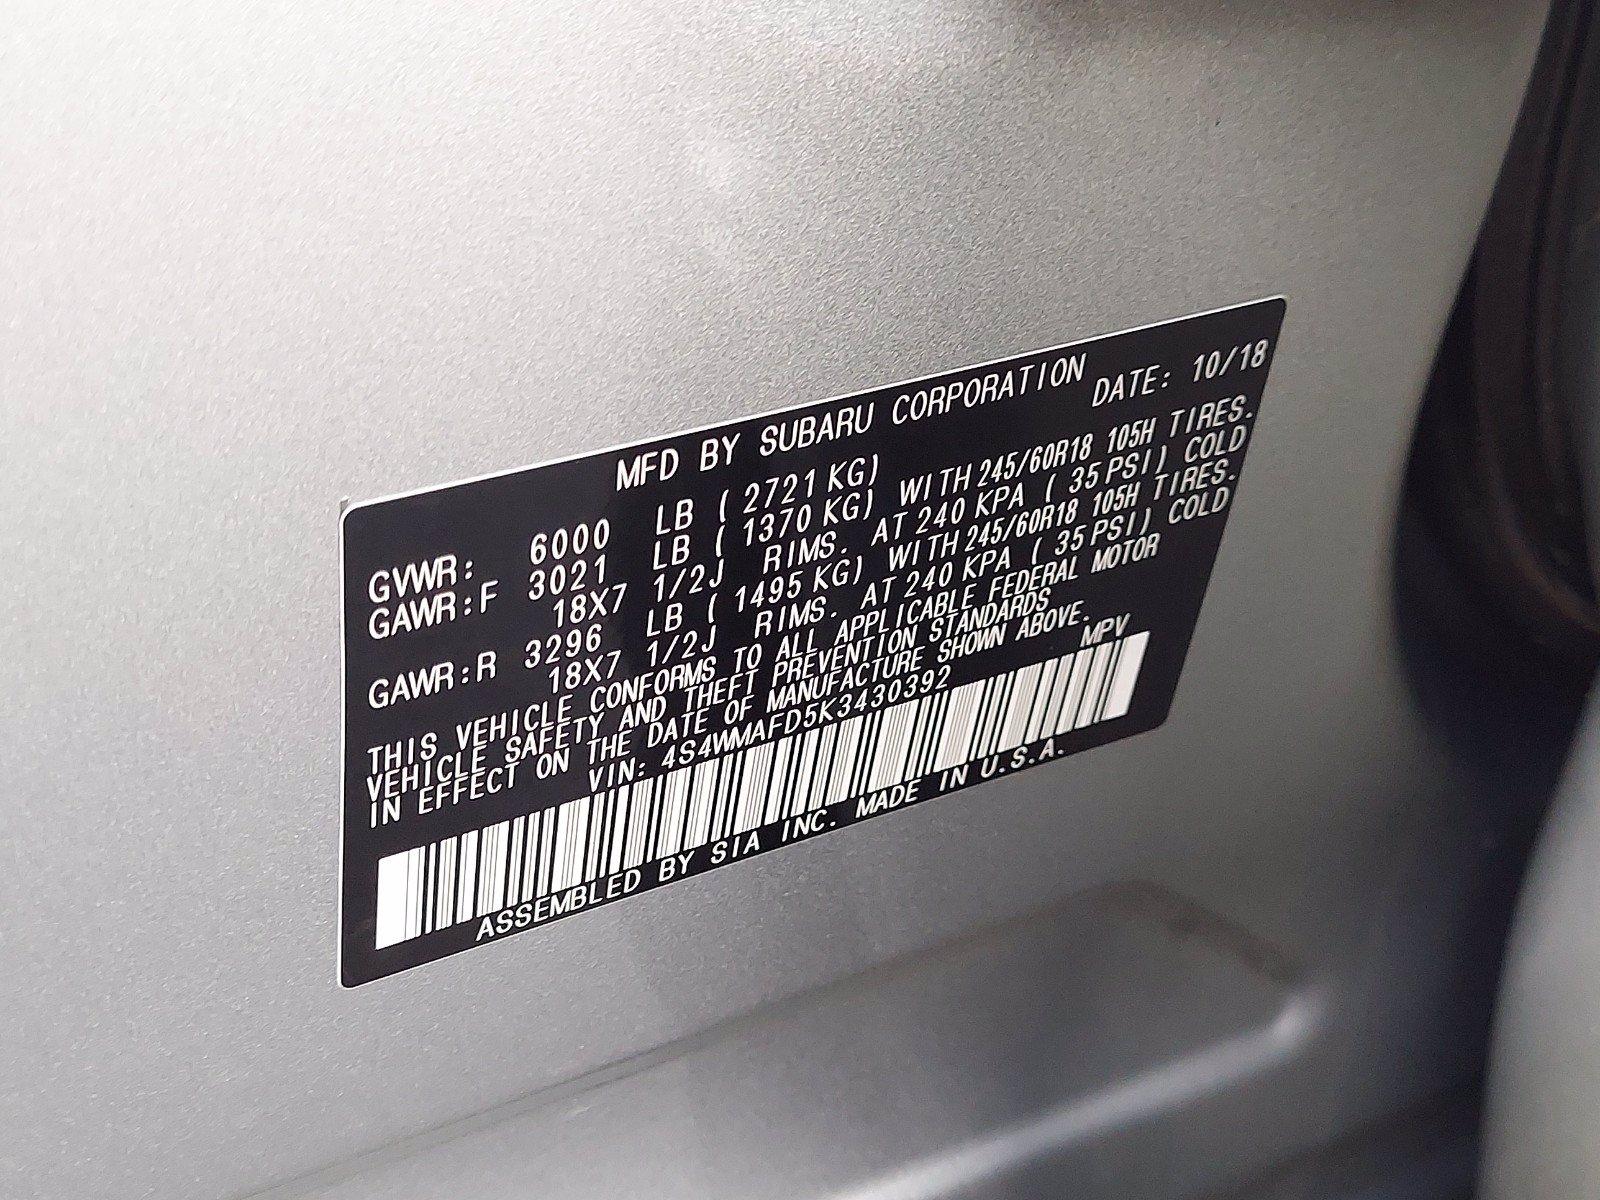 MFD BY SUBARU CORPORATION
DATE: 10/18
GVWR: 6000 LB ( 2721 KG)
GAWR:F 3021 LB ( 1370 KG) WITH 245/60R18 105H TIRES.
18X7 1/2J RIMS. AT 240 KPA ( 35 PSI) COLD
GAWR:R 3296 LB ( 1495 KG) WITH 245/60R18 105H TIRES.
18X7 1/2J RIMS. AT 240 KPA ( 35 PSI) COLD
THIS VEHICLE CONFORMS TO ALL APPLICABLE FEDERAL MOTOR
VEHICLE SAFETY AND THEFT PREVENTION STANDARDS
IN EFFECT ON THE DATE OF MANUFACTURE SHOWN ABOVE.
VIN: 4S4WMAFD5K3430392 MPV
ASSEMBLED BY SIA INC. MADE IN U.S.A.